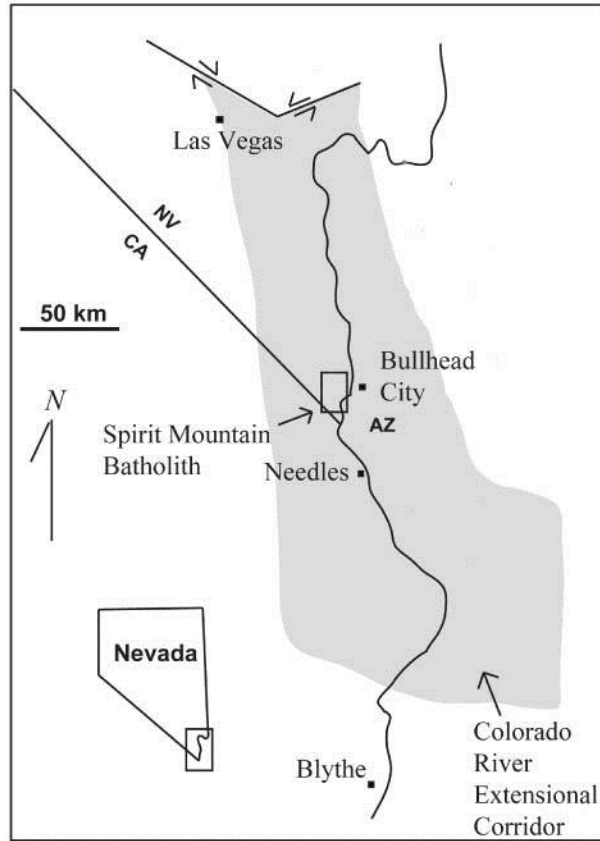 Las Vegas
NV
CA
50 km
Bullhead
City
N
AZ
Spirit Mountain
Batholith
Needles
Nevada
Colorado
River
Extensional
Corridor
Blythe